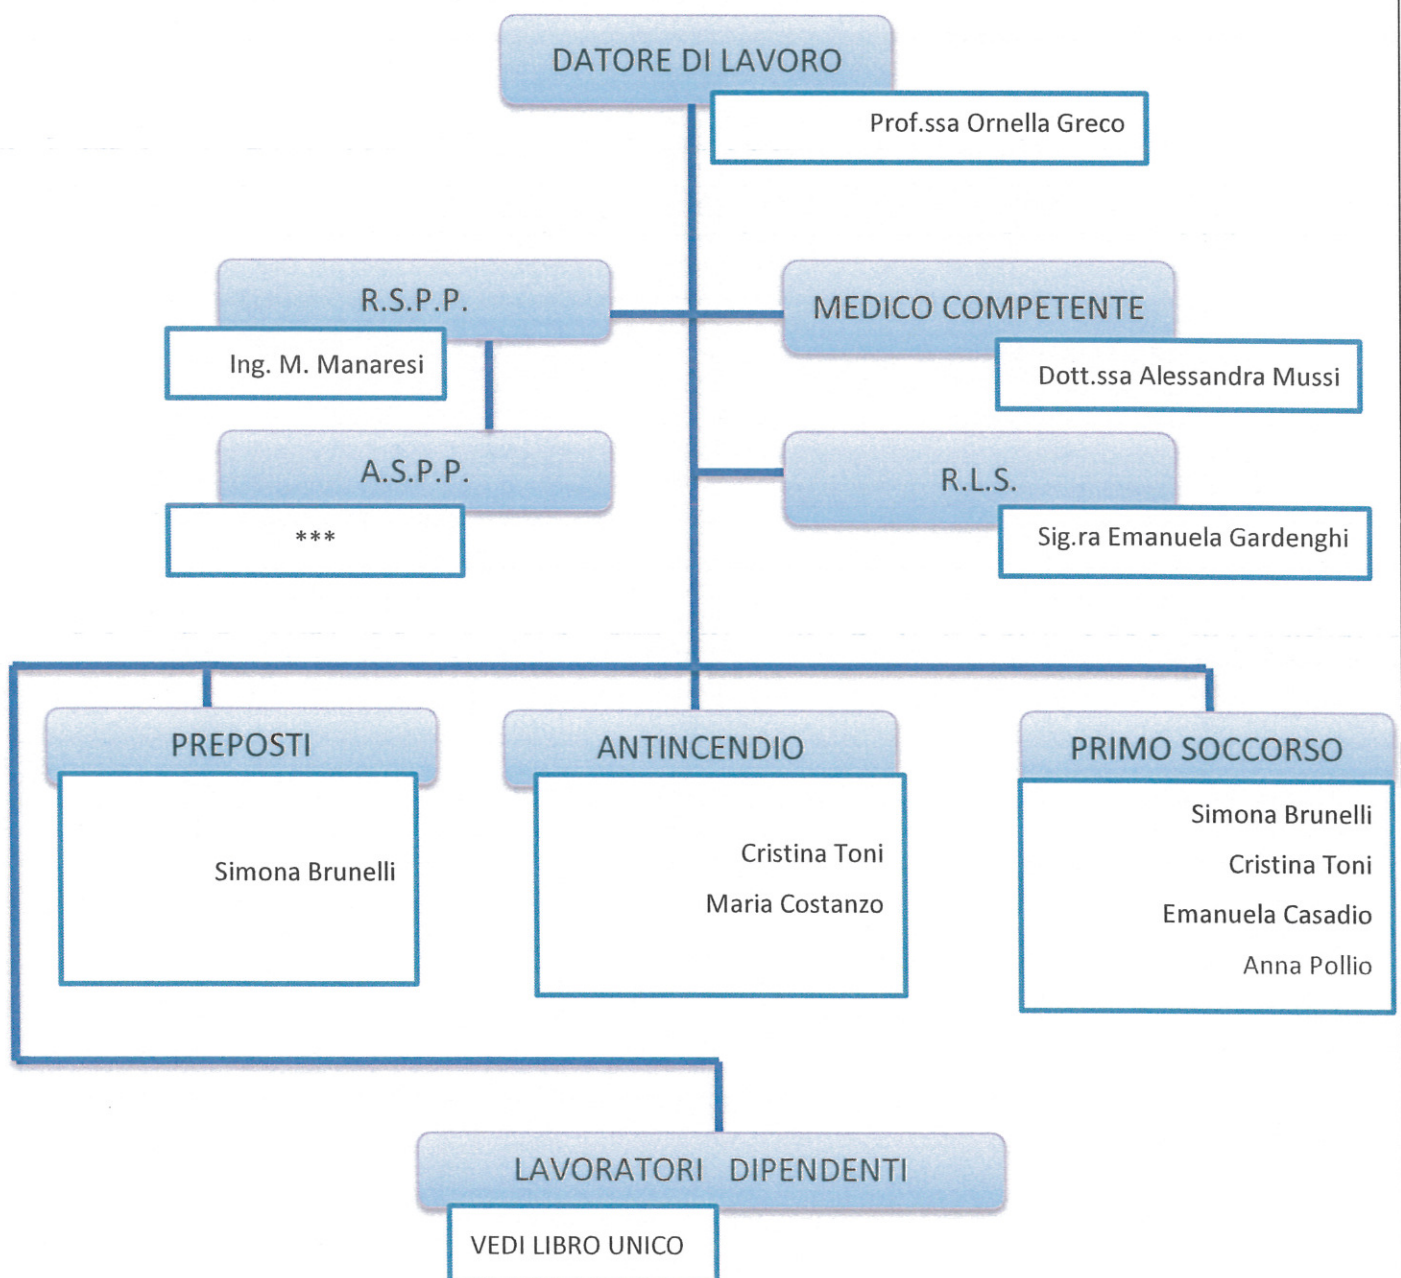 DATORE DI LAVORO
Prof.ssa Ornella Greco
R.S.P.P.
Ing. M. Manaresi
MEDICO COMPETENTE
Dott.ssa Alessandra Mussi
A.S.P.P.
***
R.L.S.
Sig.ra Emanuela Gardenghi
PREPOSTI
Simona Brunelli
ANTINCENDIO
Cristina Toni
Maria Costanzo
PRIMO SOCCORSO
Simona Brunelli
Cristina Toni
Emanuela Casadio
Anna Pollio
LAVORATORI DIPENDENTI
VEDI LIBRO UNICO